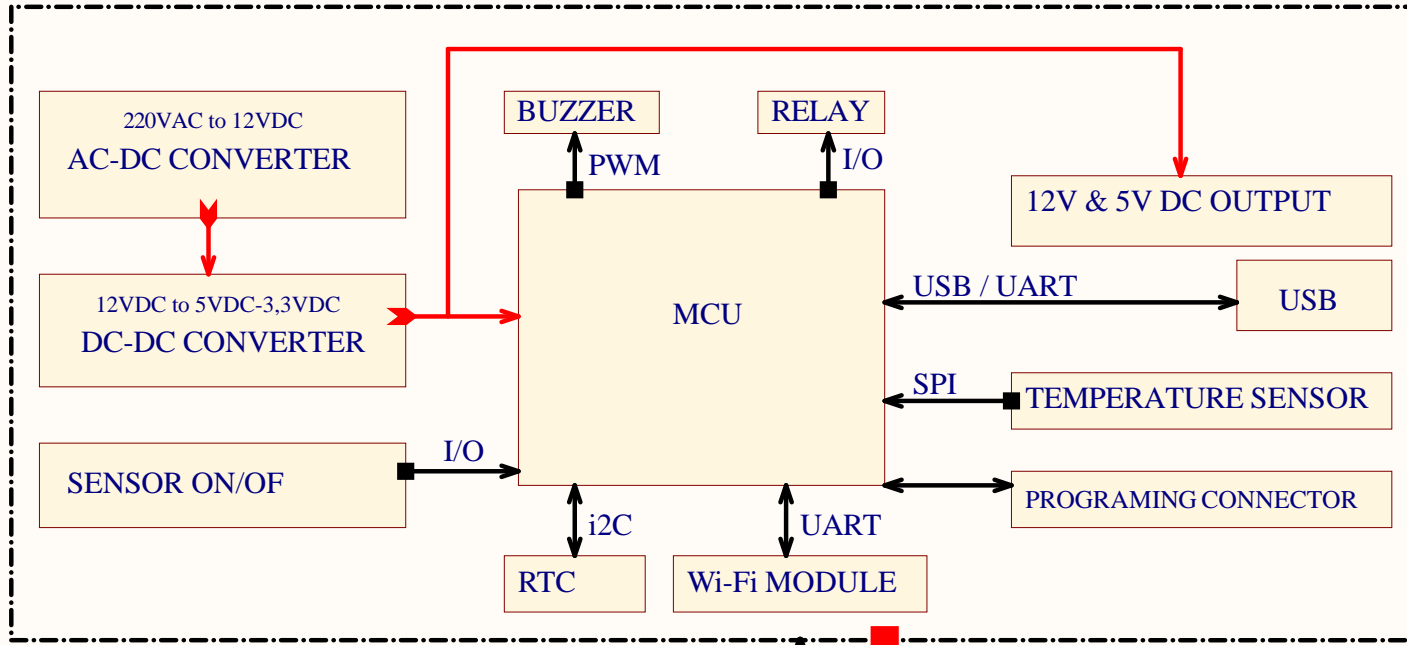 220VAC to 12VDC
AC-DC CONVERTER
BUZZER
RELAY
PWM
I/O
12V & 5V DC OUTPUT
12VDC to 5VDC-3,3VDC
DC-DC CONVERTER
MCU
USB / UART
USB
SPI
TEMPERATURE SENSOR
SENSOR ON/OF
I/O
PROGRAMING CONNECTOR
i2C
UART
RTC
Wi-Fi MODULE